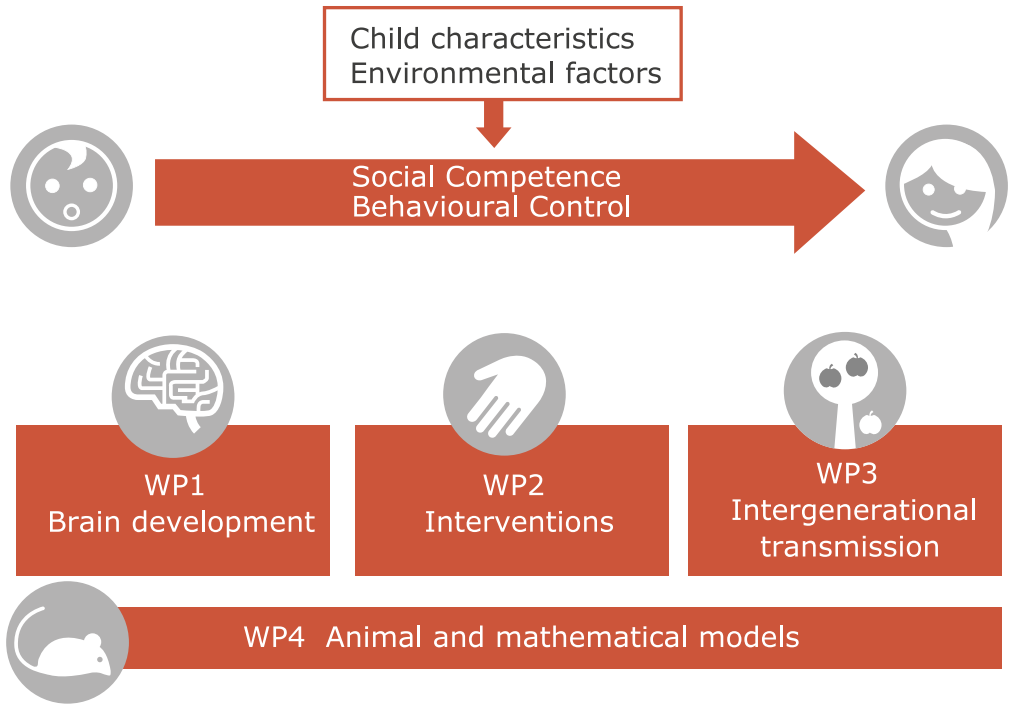 Child characteristics
Environmental factors
Social Competence
Behavioural Control
WP1
Brain development
WP2
Interventions
WP3
Intergenerational
transmission
WP4 Animal and mathematical models